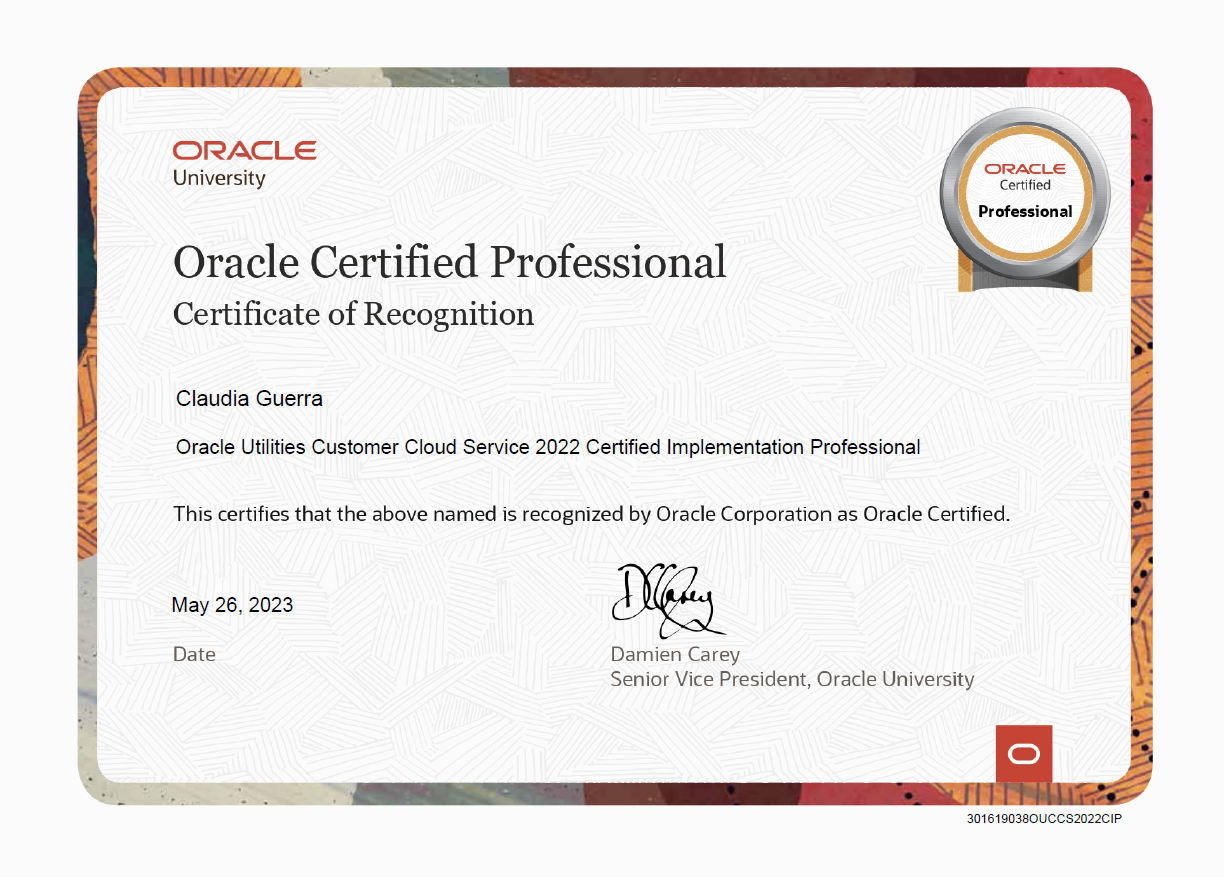 ORACLE
University
ORACLE
Certified
Professional
Oracle Certified Professional
Certificate of Recognition
Claudia Guerra
Oracle Utilities Customer Cloud Service 2022 Certified Implementation Professional
This certifies that the above named is recognized by Oracle Corporation as Oracle Certified.
May 26, 2023
Date
DCarey
Damien Carey
Senior Vice President, Oracle University
301619038OUCCS2022CIP